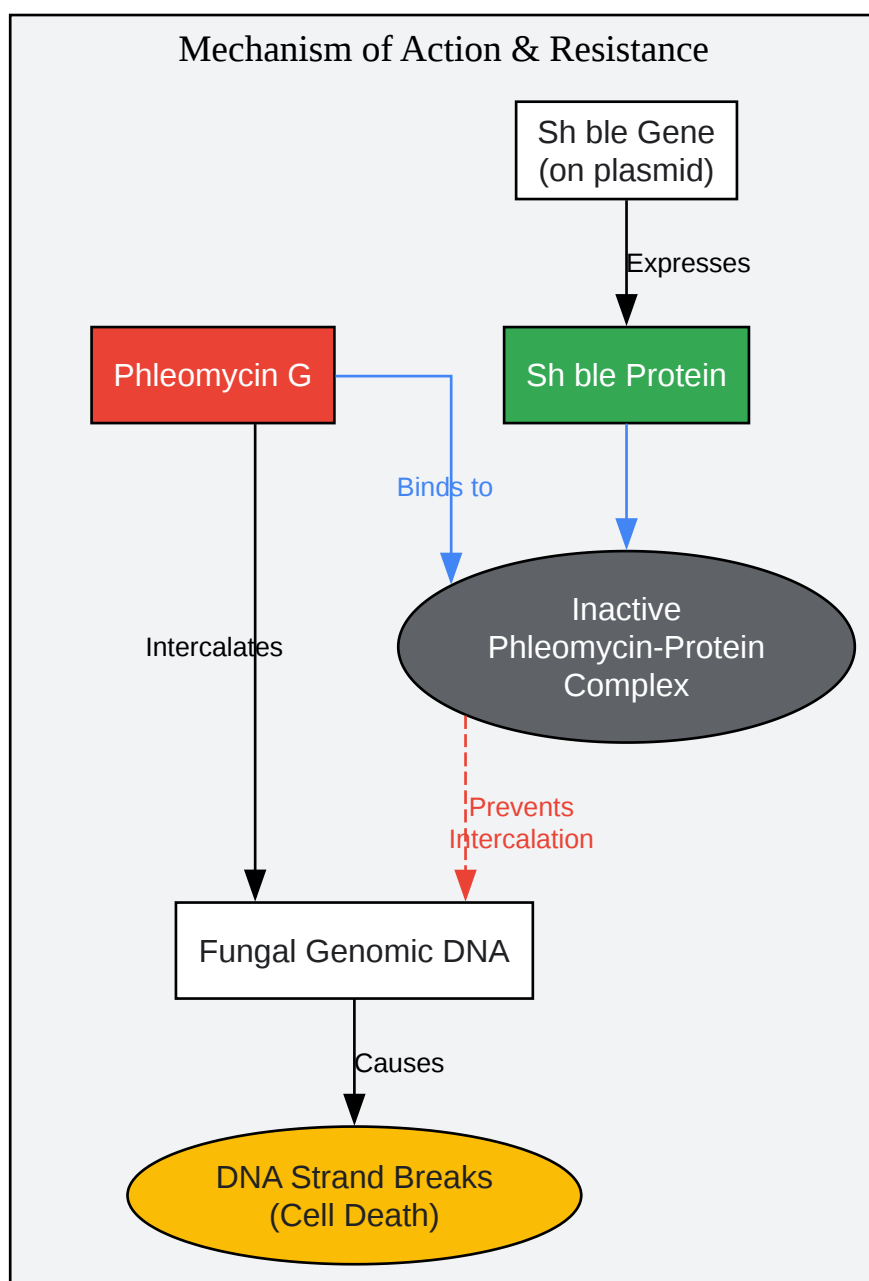 Mechanism of Action & Resistance
Sh ble Gene
(on plasmid)
Expresses
Phleomycin G
Sh ble Protein
Binds to
Inactive
Phleomycin-Protein
Complex
Intercalates
Prevents
Intercalation
Fungal Genomic DNA
Causes
DNA Strand Breaks
(Cell Death)